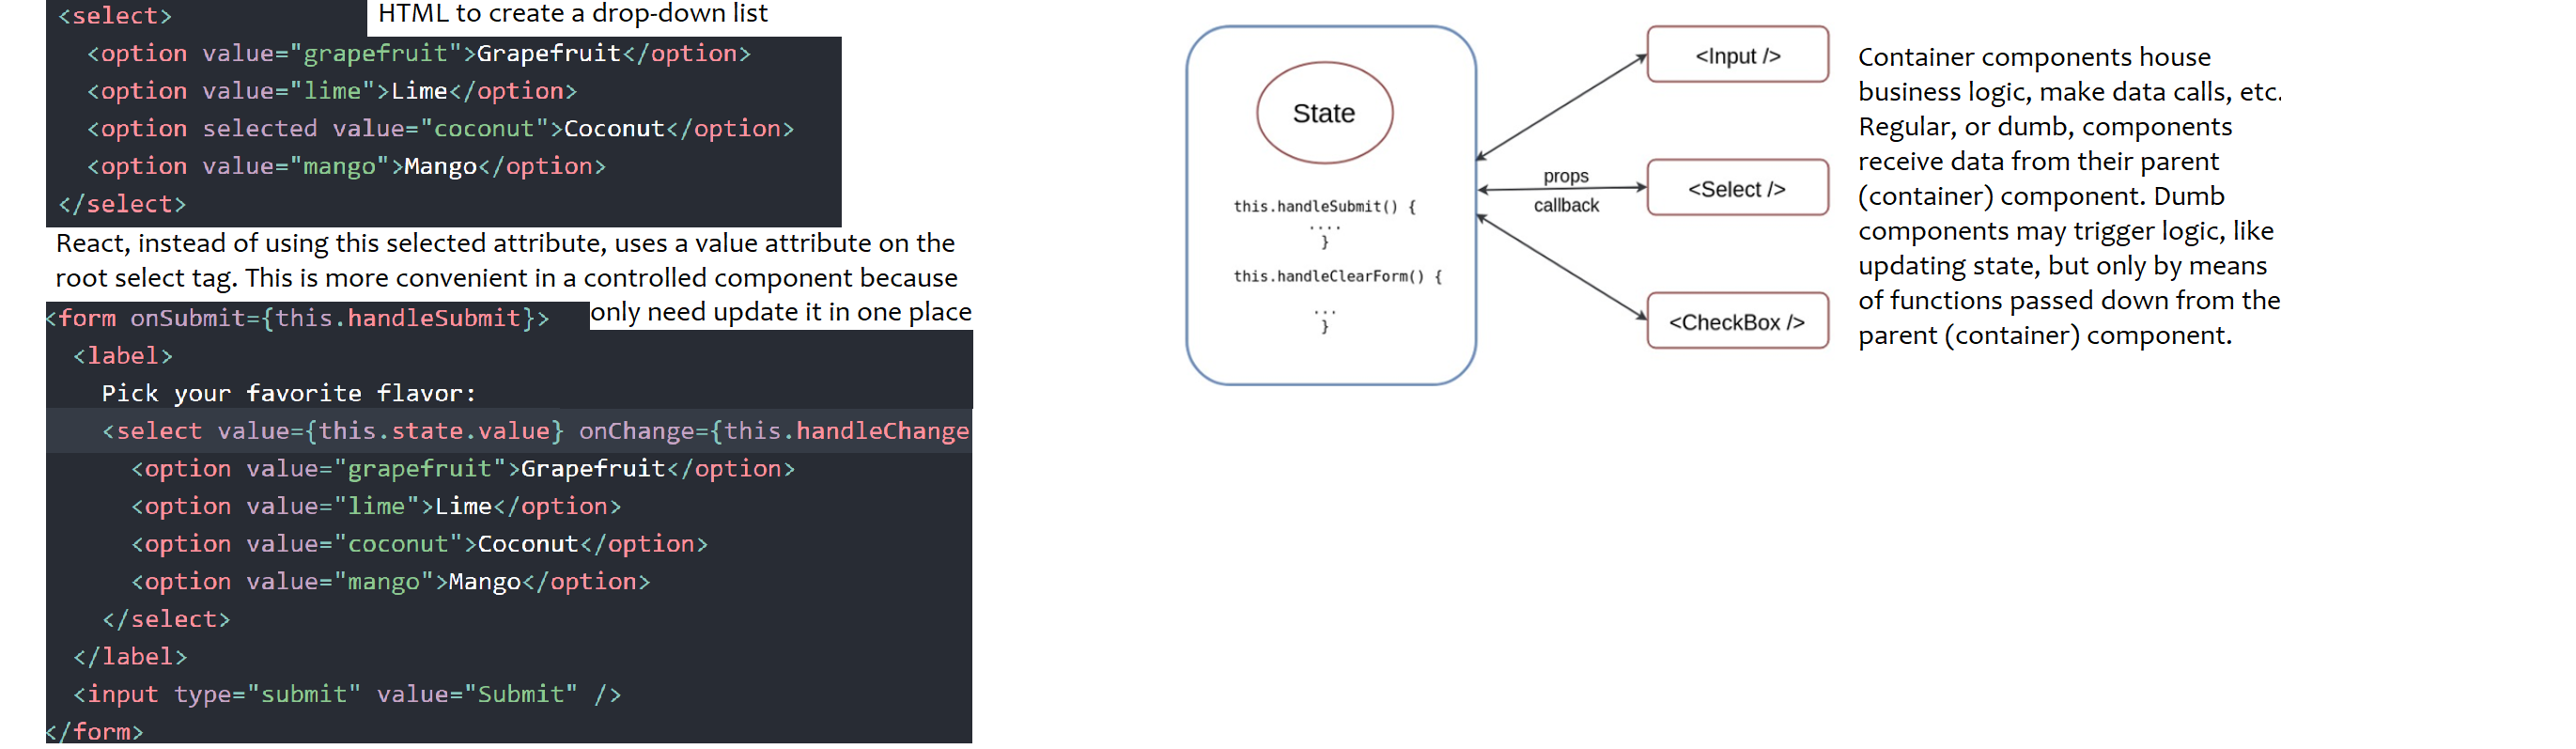 <select>
HTML to create a drop-down list
<option value="grapefruit">Grapefruit</option>
<option value="lime">Lime</option>
<option selected value="coconut">Coconut</option>
<option value="mango">Mango</option>
</select>
React, instead of using this selected attribute, uses a value attribute on the
root select tag. This is more convenient in a controlled component because
only need update it in one place
<form onSubmit={this.handleSubmit}>
<label>
Pick your favorite flavor:
<select value={this.state.value} onChange={this.handleChange
<option value="grapefruit">Grapefruit</option>
<option value="lime">Lime</option>
<option value="coconut">Coconut</option>
<option value="mango">Mango</option>
</select>
</label>
<input type="submit" value="Submit" />
</form>
State
this.handleSubmit() {
....
}
this.handleClearForm() {
...
}
props
callback
<Input />
<Select />
<CheckBox />
Container components house
business logic, make data calls, etc.
Regular, or dumb, components
receive data from their parent
(container) component. Dumb
components may trigger logic, like
updating state, but only by means
of functions passed down from the
parent (container) component.